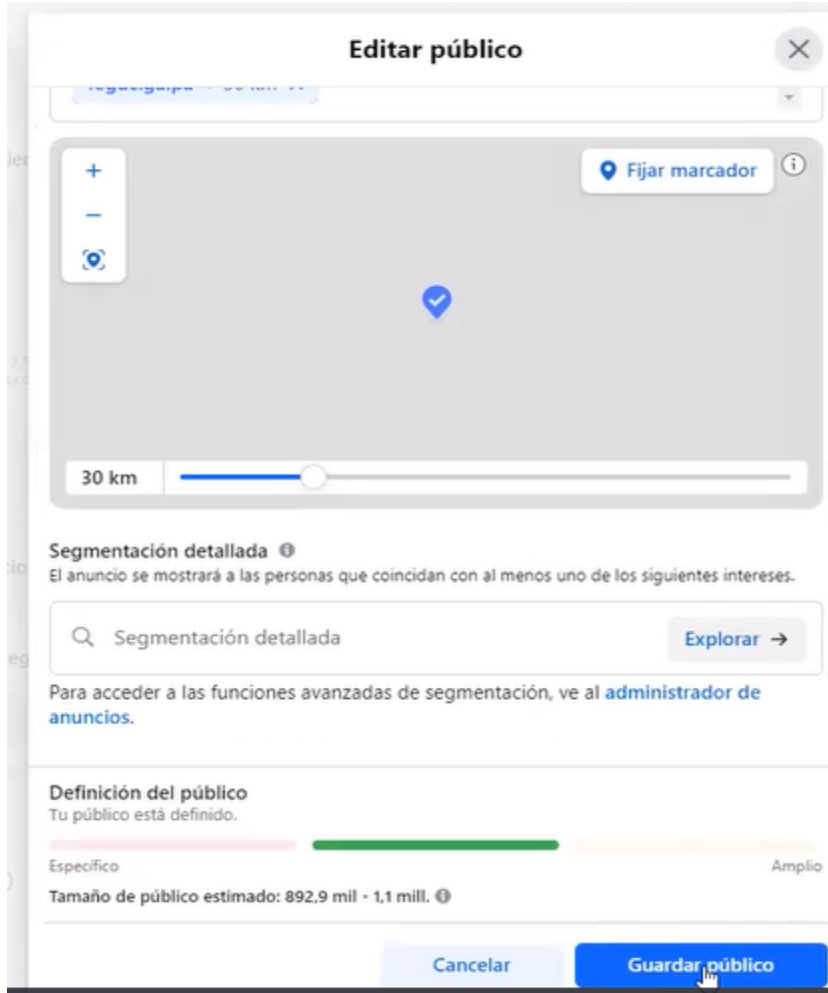 Editar público
Fijar marcador
30 km
Segmentación detallada
El anuncio se mostrará a las personas que coincidan con al menos uno de los siguientes intereses.
Segmentación detallada
Explorar →
Para acceder a las funciones avanzadas de segmentación, ve al administrador de
anuncios.
Definición del público
Tu público está definido.
Específico
Amplio
Tamaño de público estimado: 892,9 mil - 1,1 mill.
Cancelar
Guardar público